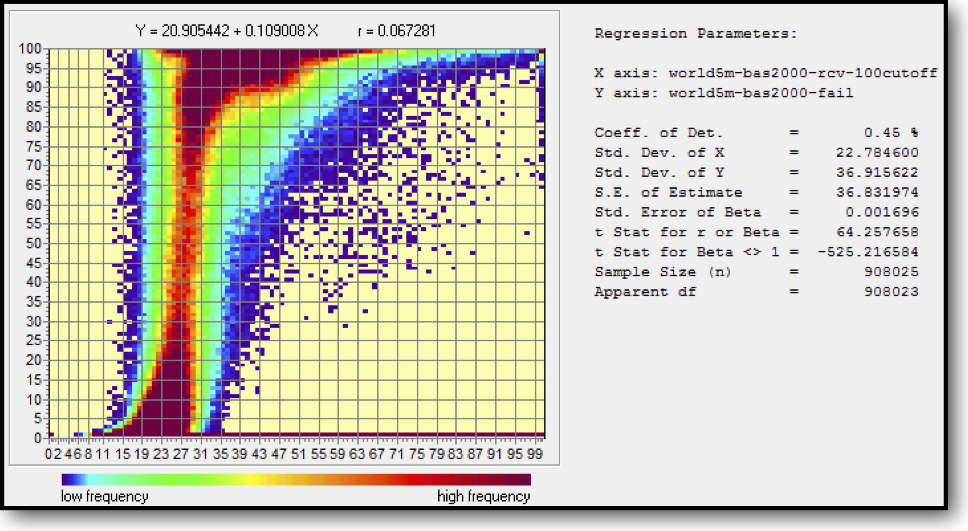 Y = 20.905442 + 0.109008 X r = 0.067281
100
95
90
85
80
75
70
65
60
55
50
45
40
35
30
25
20
15
10
5
0
0 2 4 6 8 11 15 19 23 27 31 35 39 43 47 51 55 59 63 67 71 75 79 83 87 91 95 99
low frequency high frequency
Regression Parameters:
X axis: world5m-bas2000-rcv-100cutoff
Y axis: world5m-bas2000-fail
Coeff. of Det. = 0.45 %
Std. Dev. of X = 22.784600
Std. Dev. of Y = 36.915622
S.E. of Estimate = 36.831974
Std. Error of Beta = 0.001696
t Stat for r or Beta = 64.257658
t Stat for Beta <> 1 = -525.216584
Sample Size (n) = 908025
Apparent df = 908023